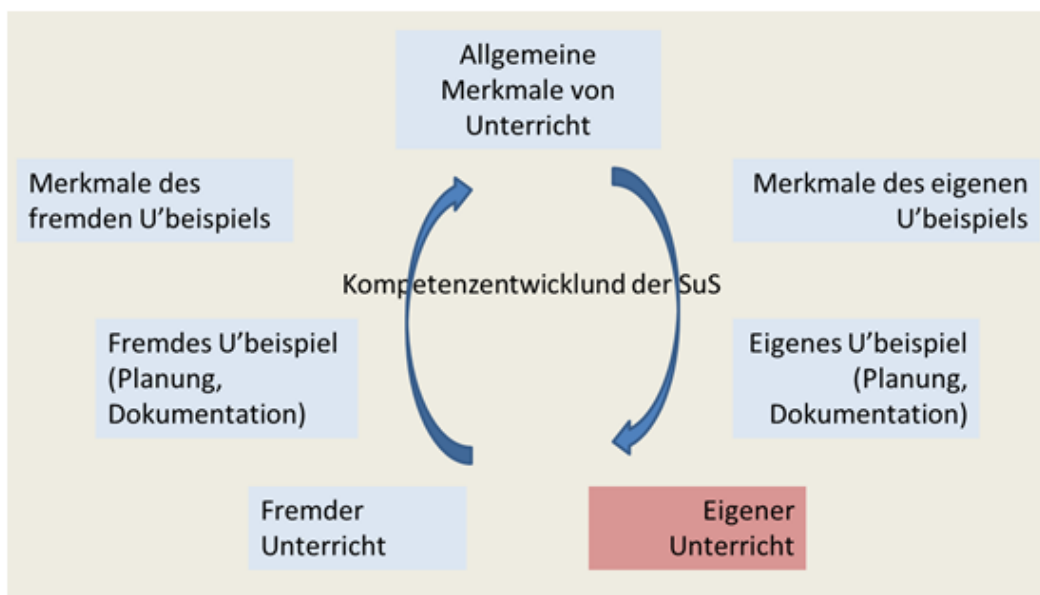 Allgemeine
Merkmale von
Unterricht
Merkmale des
fremden U’beispiels
Merkmale des eigenen
U’beispiels
Kompetenzentwicklund der SuS
Fremdes U’beispiel
(Planung,
Dokumentation)
Eigenes U’beispiel
(Planung,
Dokumentation)
Fremder
Unterricht
Eigener
Unterricht